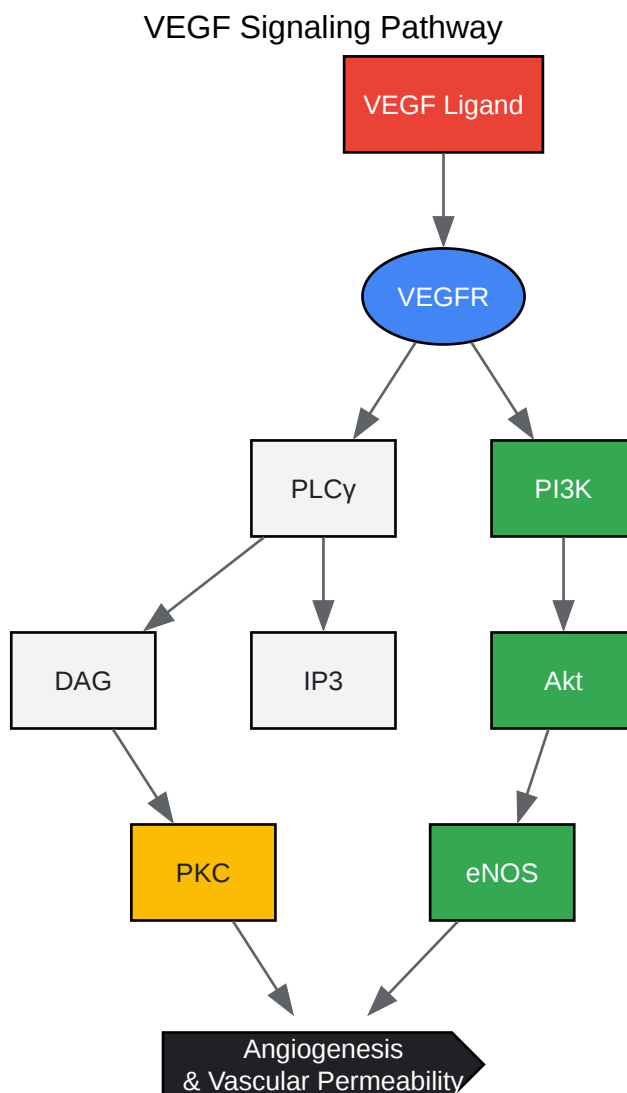 VEGF Signaling Pathway
VEGF Ligand
VEGFR
PLCγ
PI3K
DAG
IP3
Akt
PKC
eNOS
Angiogenesis
& Vascular Permeability